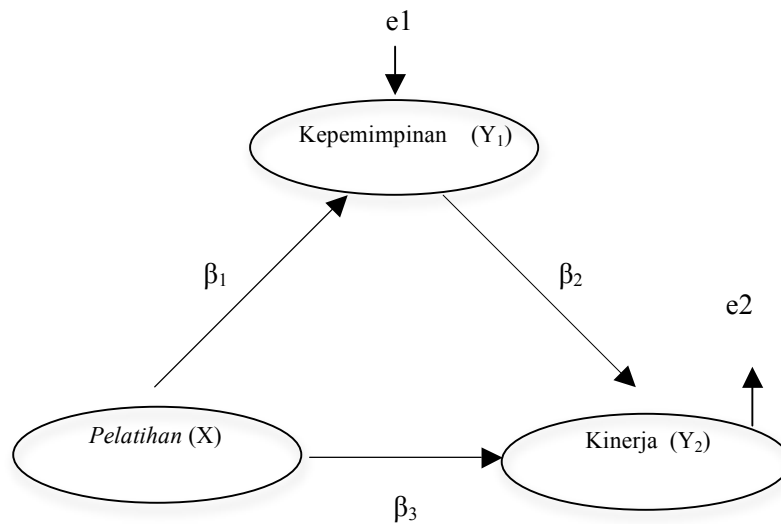 e1
Kepemimpinan (Y₁)
β₁
β₂
e2
Pelatihan (X)
Kinerja (Y₂)
β₃